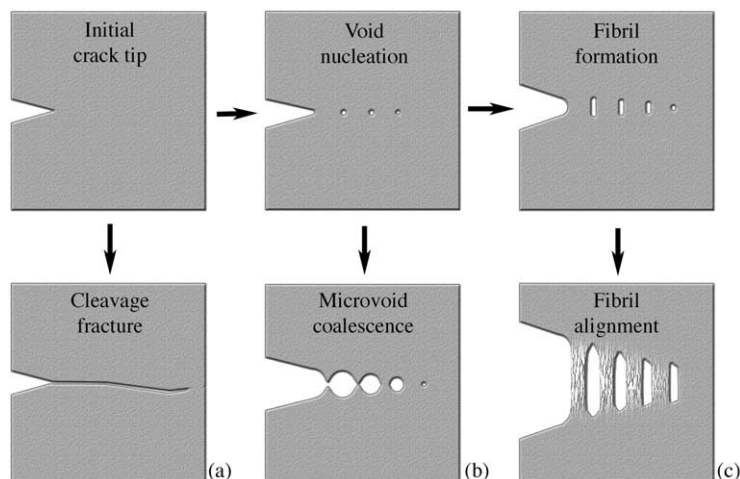 Initial
crack tip
Void
nucleation
Fibril
formation
Cleavage
fracture
Microvoid
coalescence
Fibril
alignment
(a)
(b)
(c)